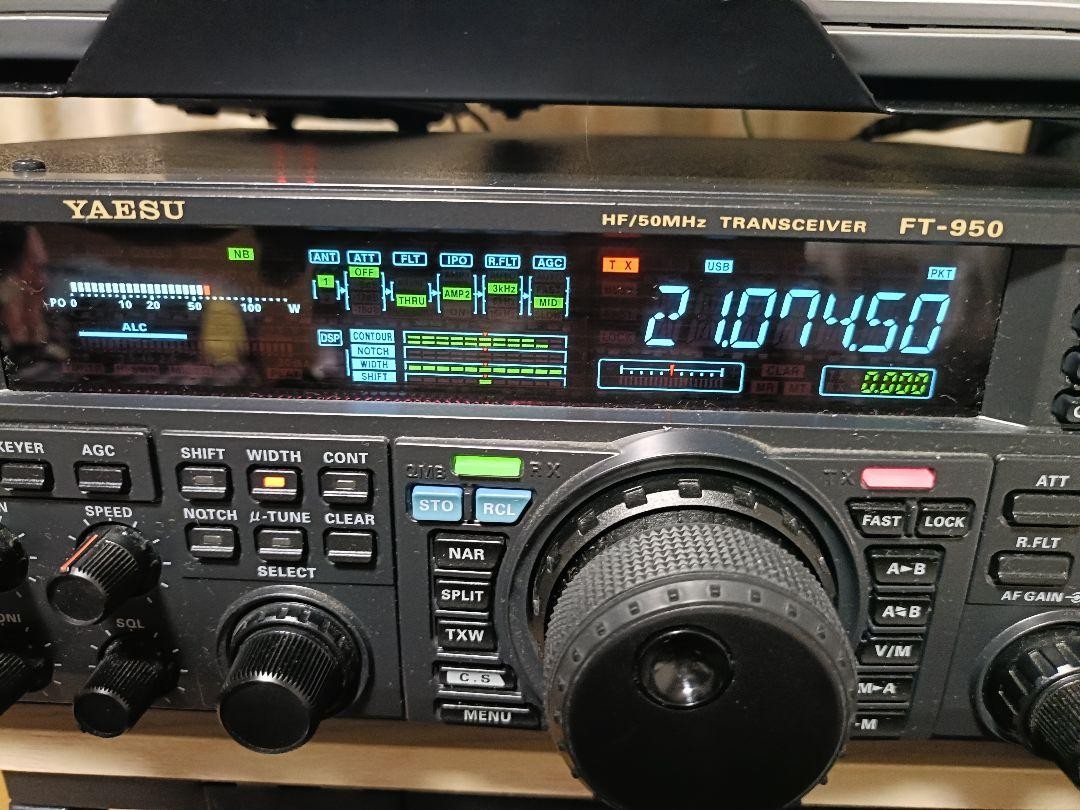 YAESU
HF/50MHz TRANSCEIVER FT-950
NB
ANT ATT FLT IPO R.FLT AGC
1 OFF THRU AMP2 3kHz MID
TX USB PKT
21.074.50
PO 0 10 20 50 100 W
ALC
DSP CONTOUR
NOTCH
WIDTH
SHIFT
CLAR
0.000
KEYER AGC
SHIFT WIDTH CONT
NOTCH µ-TUNE CLEAR
SELECT
SPEED
SQL
QMB RX
STO RCL
NAR
SPLIT
TXW
C.S
MENU
TX
FAST LOCK
A►B
A⇆B
V/M
M►A
-M
ATT
R.FLT
AF GAIN